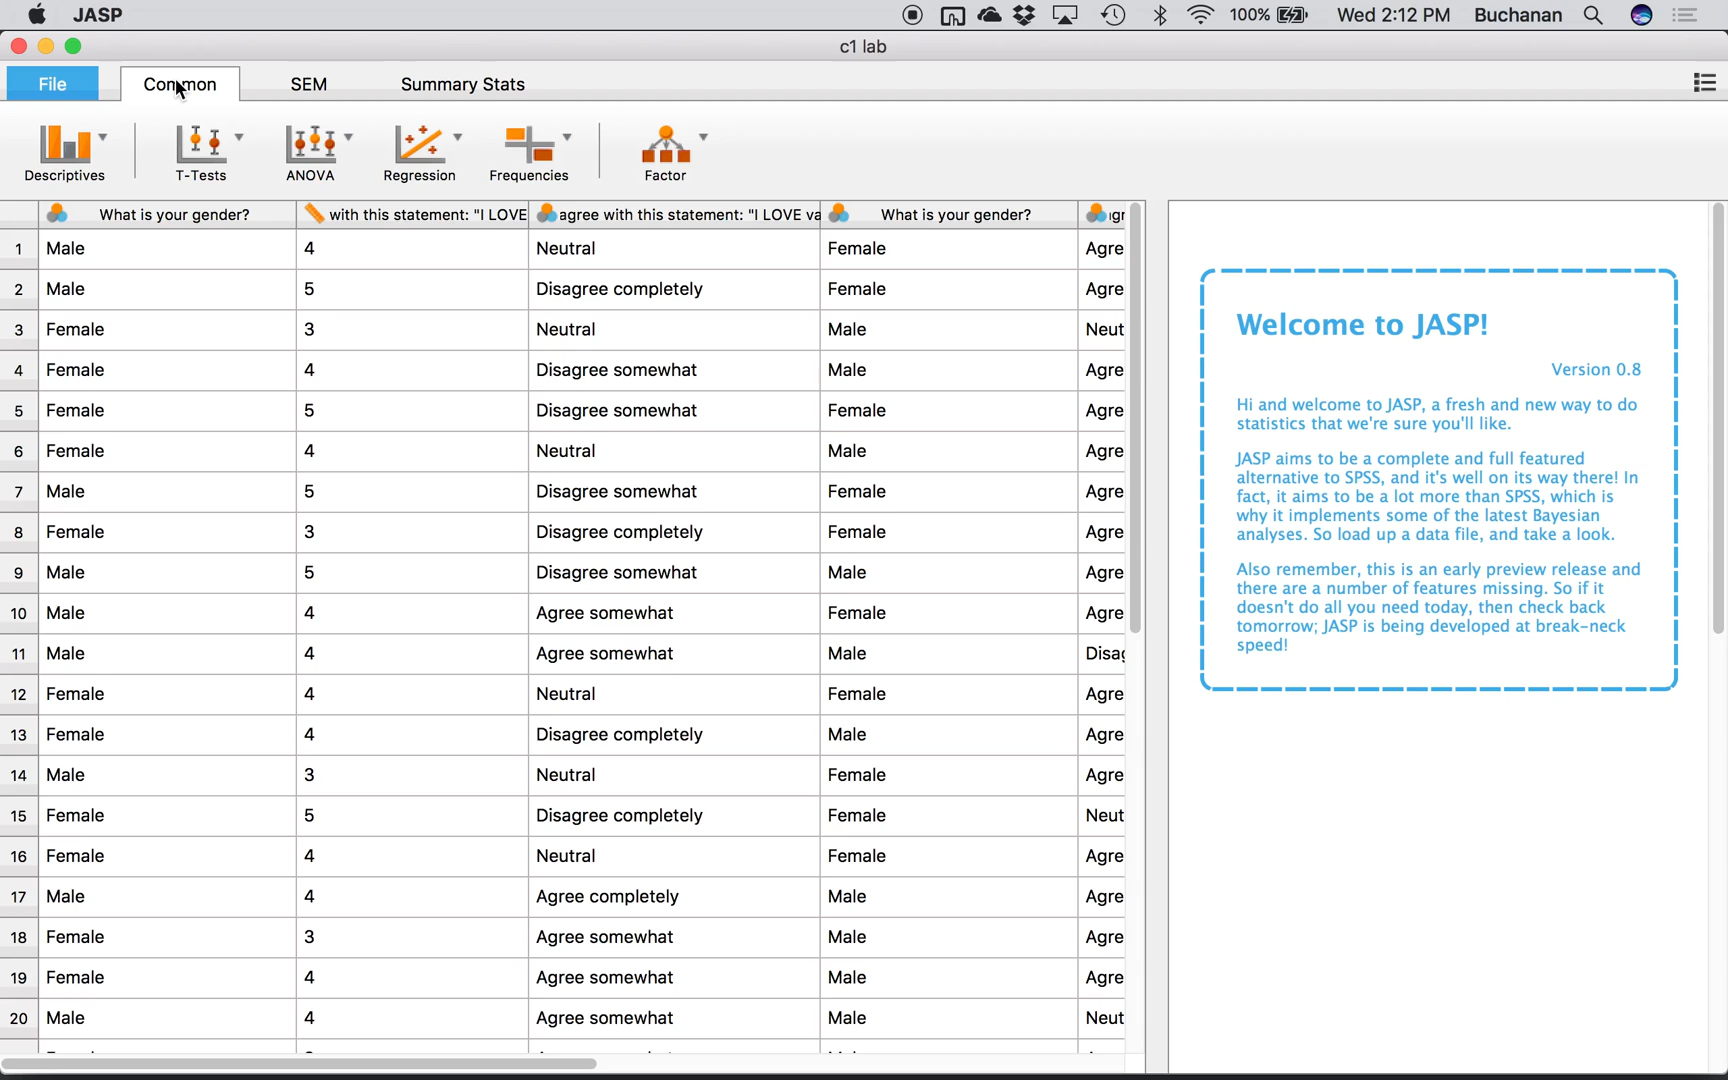 JASP 100% Wed 2:12 PM Buchanan
c1 lab
File Common SEM Summary Stats
Descriptives T-Tests ANOVA Regression Frequencies Factor
What is your gender? with this statement: "I LOVE agree with this statement: "I LOVE va What is your gender?
1 Male 4 Neutral Female Agre
2 Male 5 Disagree completely Female Agre
3 Female 3 Neutral Male Neut
4 Female 4 Disagree somewhat Male Agre
5 Female 5 Disagree somewhat Female Agre
6 Female 4 Neutral Male Agre
7 Male 5 Disagree somewhat Female Agre
8 Female 3 Disagree completely Female Agre
9 Male 5 Disagree somewhat Male Agre
10 Male 4 Agree somewhat Female Agre
11 Male 4 Agree somewhat Male Disag
12 Female 4 Neutral Female Agre
13 Female 4 Disagree completely Male Agre
14 Male 3 Neutral Female Agre
15 Female 5 Disagree completely Female Neut
16 Female 4 Neutral Female Agre
17 Male 4 Agree completely Male Agre
18 Female 3 Agree somewhat Male Agre
19 Female 4 Agree somewhat Male Agre
20 Male 4 Agree somewhat Male Neut
Welcome to JASP!
Version 0.8
Hi and welcome to JASP, a fresh and new way to do
statistics that we're sure you'll like.
JASP aims to be a complete and full featured
alternative to SPSS, and it's well on its way there! In
fact, it aims to be a lot more than SPSS, which is
why it implements some of the latest Bayesian
analyses. So load up a data file, and take a look.
Also remember, this is an early preview release and
there are a number of features missing. So if it
doesn't do all you need today, then check back
tomorrow; JASP is being developed at break-neck
speed!